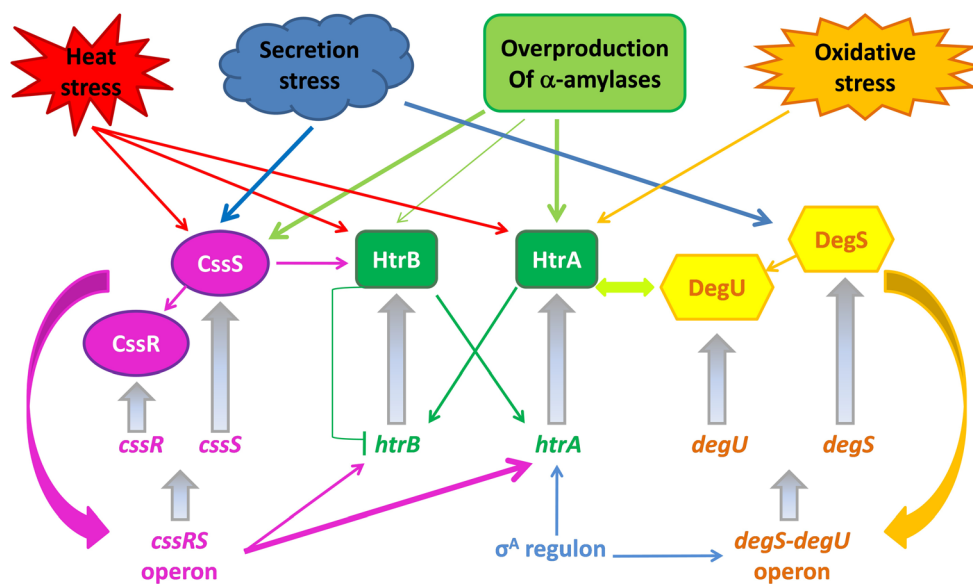 Heat
stress
Secretion
stress
Overproduction
Of α-amylases
Oxidative
stress
CssS
HtrB
HtrA
DegU
DegS
CssR
cssR
cssS
htrB
htrA
degU
degS
cssRS
operon
σA regulon
degS-degU
operon